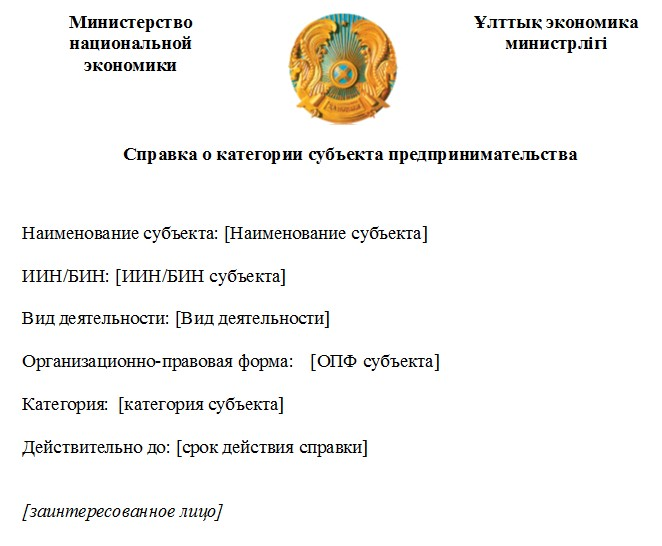 Министерство
национальной
экономики
Ұлттық экономика
министрлігі
Справка о категории субъекта предпринимательства
Наименование субъекта: [Наименование субъекта]
ИИН/БИН: [ИИН/БИН субъекта]
Вид деятельности: [Вид деятельности]
Организационно-правовая форма: [ОПФ субъекта]
Категория: [категория субъекта]
Действительно до: [срок действия справки]
[заинтересованное лицо]